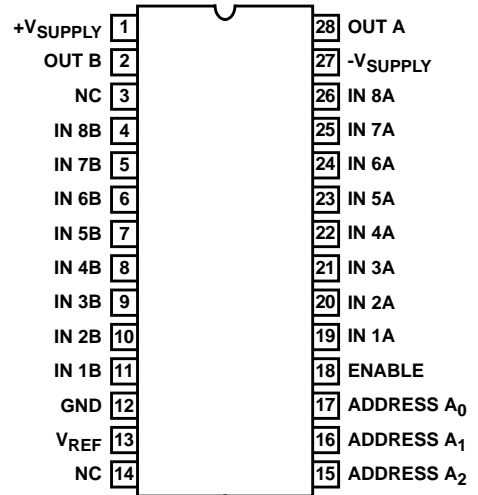 +VSUPPLY 1 28 OUT A
OUT B 2 27 -VSUPPLY
NC 3 26 IN 8A
IN 8B 4 25 IN 7A
IN 7B 5 24 IN 6A
IN 6B 6 23 IN 5A
IN 5B 7 22 IN 4A
IN 4B 8 21 IN 3A
IN 3B 9 20 IN 2A
IN 2B 10 19 IN 1A
IN 1B 11 18 ENABLE
GND 12 17 ADDRESS A0
VREF 13 16 ADDRESS A1
NC 14 15 ADDRESS A2